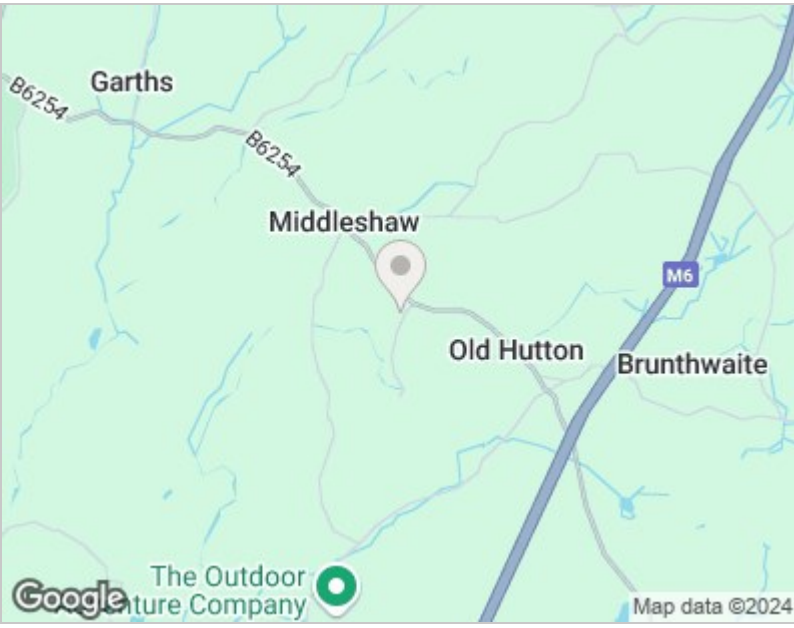 Garths
B6254
B6254
Middleshaw
M6
Old Hutton
Brunthwaite
The Outdoor
Google nture Company
Map data ©2024